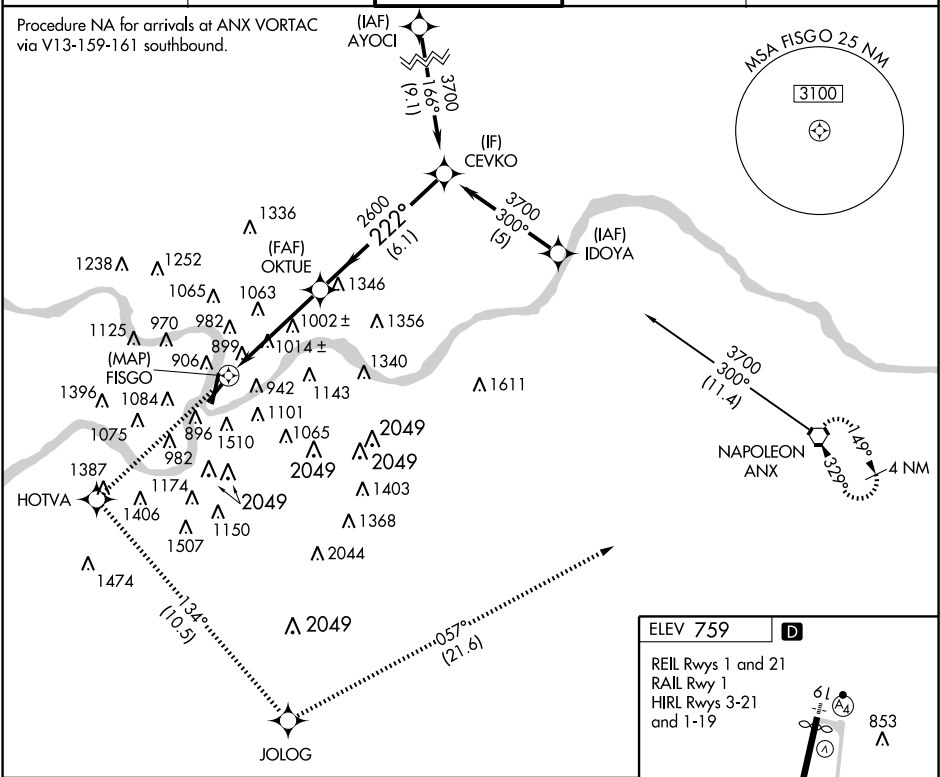 Procedure NA for arrivals at ANX VORTAC
via V13-159-161 southbound.
(IAF)
AYOCI
3700
166°
(9.1)
MSA FISGO 25 NM
3100
(IF)
CEVKO
2600
222°
(6.1)
3700
300°
(5)
(IAF)
IDOYA
(FAF)
OKTUE
1336
1238
1252
1065
1063
1346
1125
970
982
1002 ±
1356
899
1014 ±
(MAP)
FISGO
906
1340
942
1143
1611
3700
300°
(11.4)
1396
1084
1101
1075
896
1510
1065
2049
2049
2049
NAPOLEON
ANX
149°
329°
4 NM
982
1387
HOTVA
1174
2049
1403
1406
1150
1368
1507
2044
1474
134°
(10.5)
2049
057°
(21.6)
JOLOG
ELEV 759
D
REIL Rwys 1 and 21
RAIL Rwy 1
HIRL Rwys 3-21
and 1-19
19
A4
853